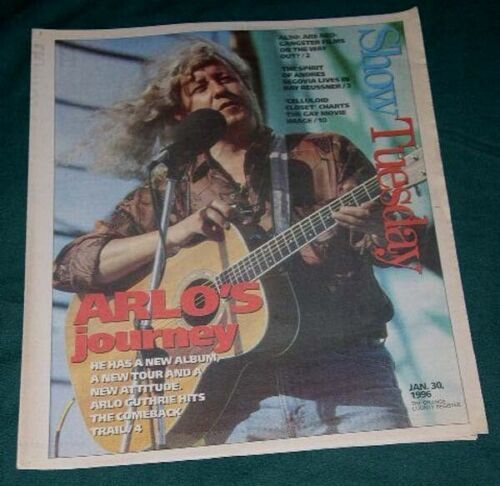 ALSO: ARE NEO-
GANGSTER FILMS
ON THE WAY
OUT? / 2
THE SPIRIT
OF ANDRES
SEGOVIA LIVES IN
RAY REUSSNER / 3
'CELLULOID
CLOSET' CHARTS
THE GAY MOVIE
IMAGE / 10
Show
Tuesday
ARLO'S
journey
HE HAS A NEW ALBUM,
A NEW TOUR AND A
NEW ATTITUDE.
ARLO GUTHRIE HITS
THE COMEBACK
TRAIL / 4
JAN. 30,
1996
THE ORANGE
COUNTY REGISTER